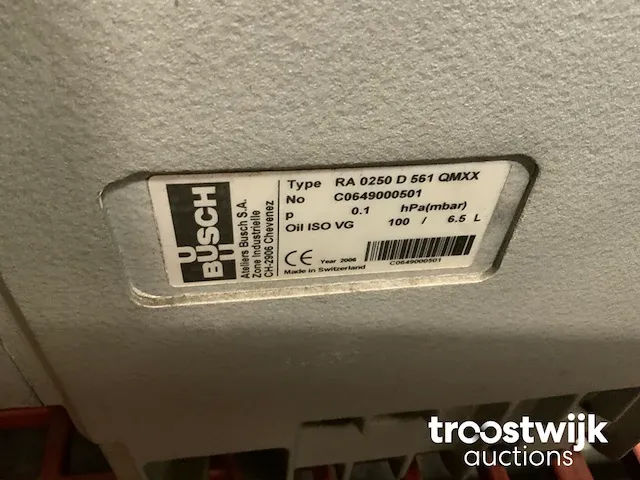 U
BUSCH
BU
Ateliers Busch S.A.
Zone Industrielle
CH-2906 Chevenez
Type RA 0250 D 561 QMXX
No C0649000501
p 0.1 hPa(mbar)
Oil ISO VG 100 / 6.5 L
CE Year 2006
Made in Switzerland
C0649000501
troostwijk
auctions